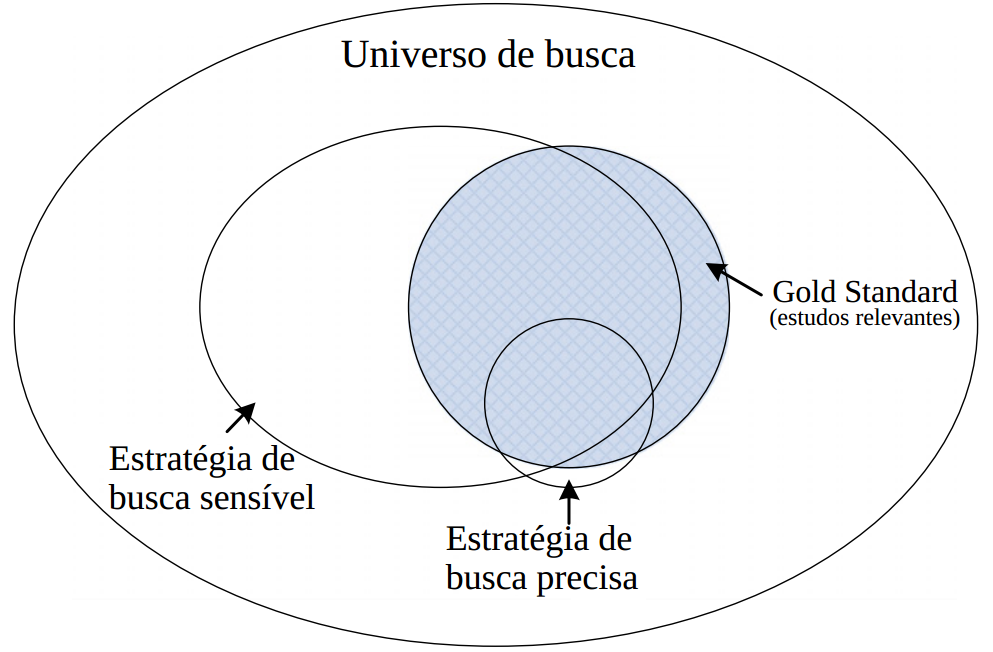 Universo de busca
Gold Standard
(estudos relevantes)
Estratégia de
busca sensível
Estratégia de
busca precisa